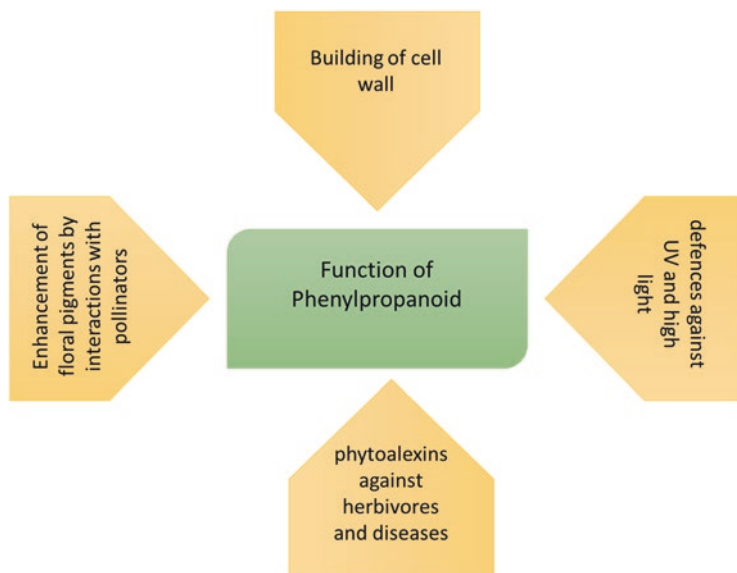 Building of cell
wall
Enhancement of
floral pigments by
interactions with
pollinators
Function of
Phenylpropanoid
defences against
UV and high
light
phytoalexins
against
herbivores
and diseases